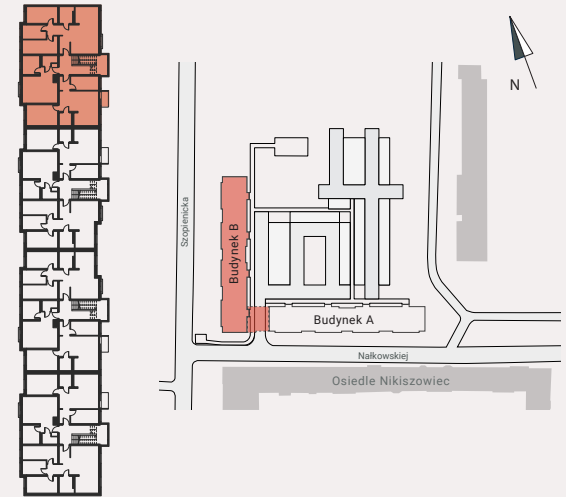 N
Szopienicka
Budynek B
Budynek A
Nałkowskiej
Osiedle Nikiszowiec